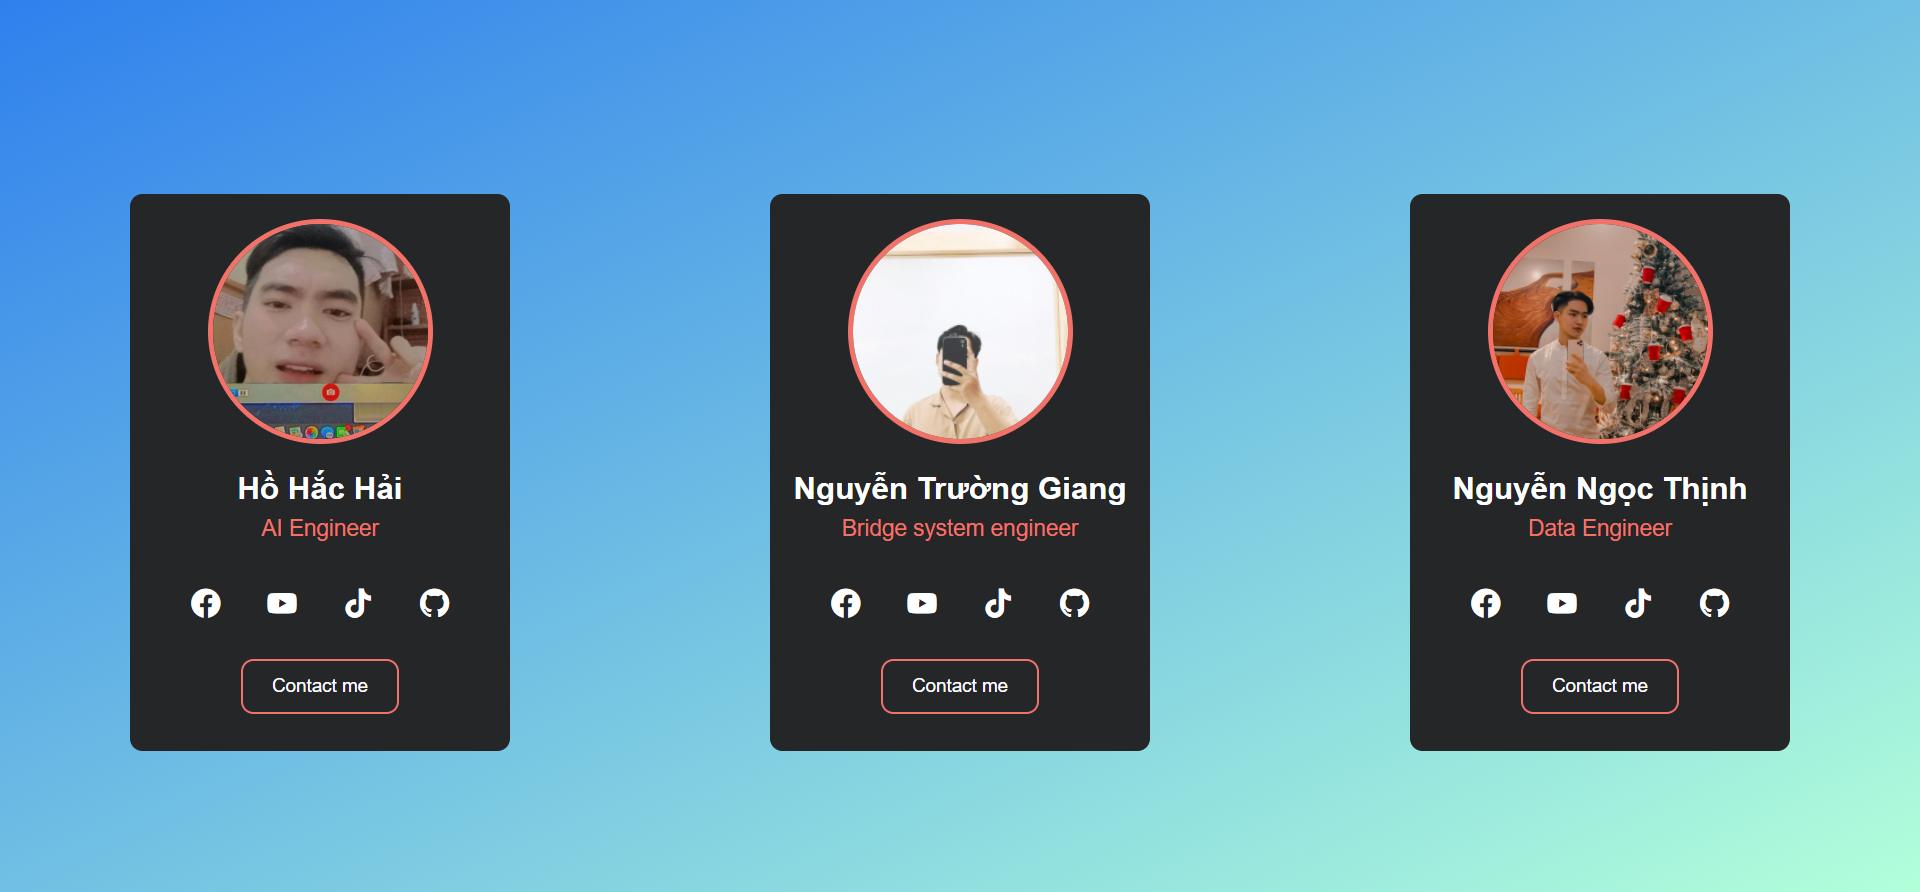 Hồ Hắc Hải
AI Engineer
Contact me
Nguyễn Trường Giang
Bridge system engineer
Contact me
Nguyễn Ngọc Thịnh
Data Engineer
Contact me